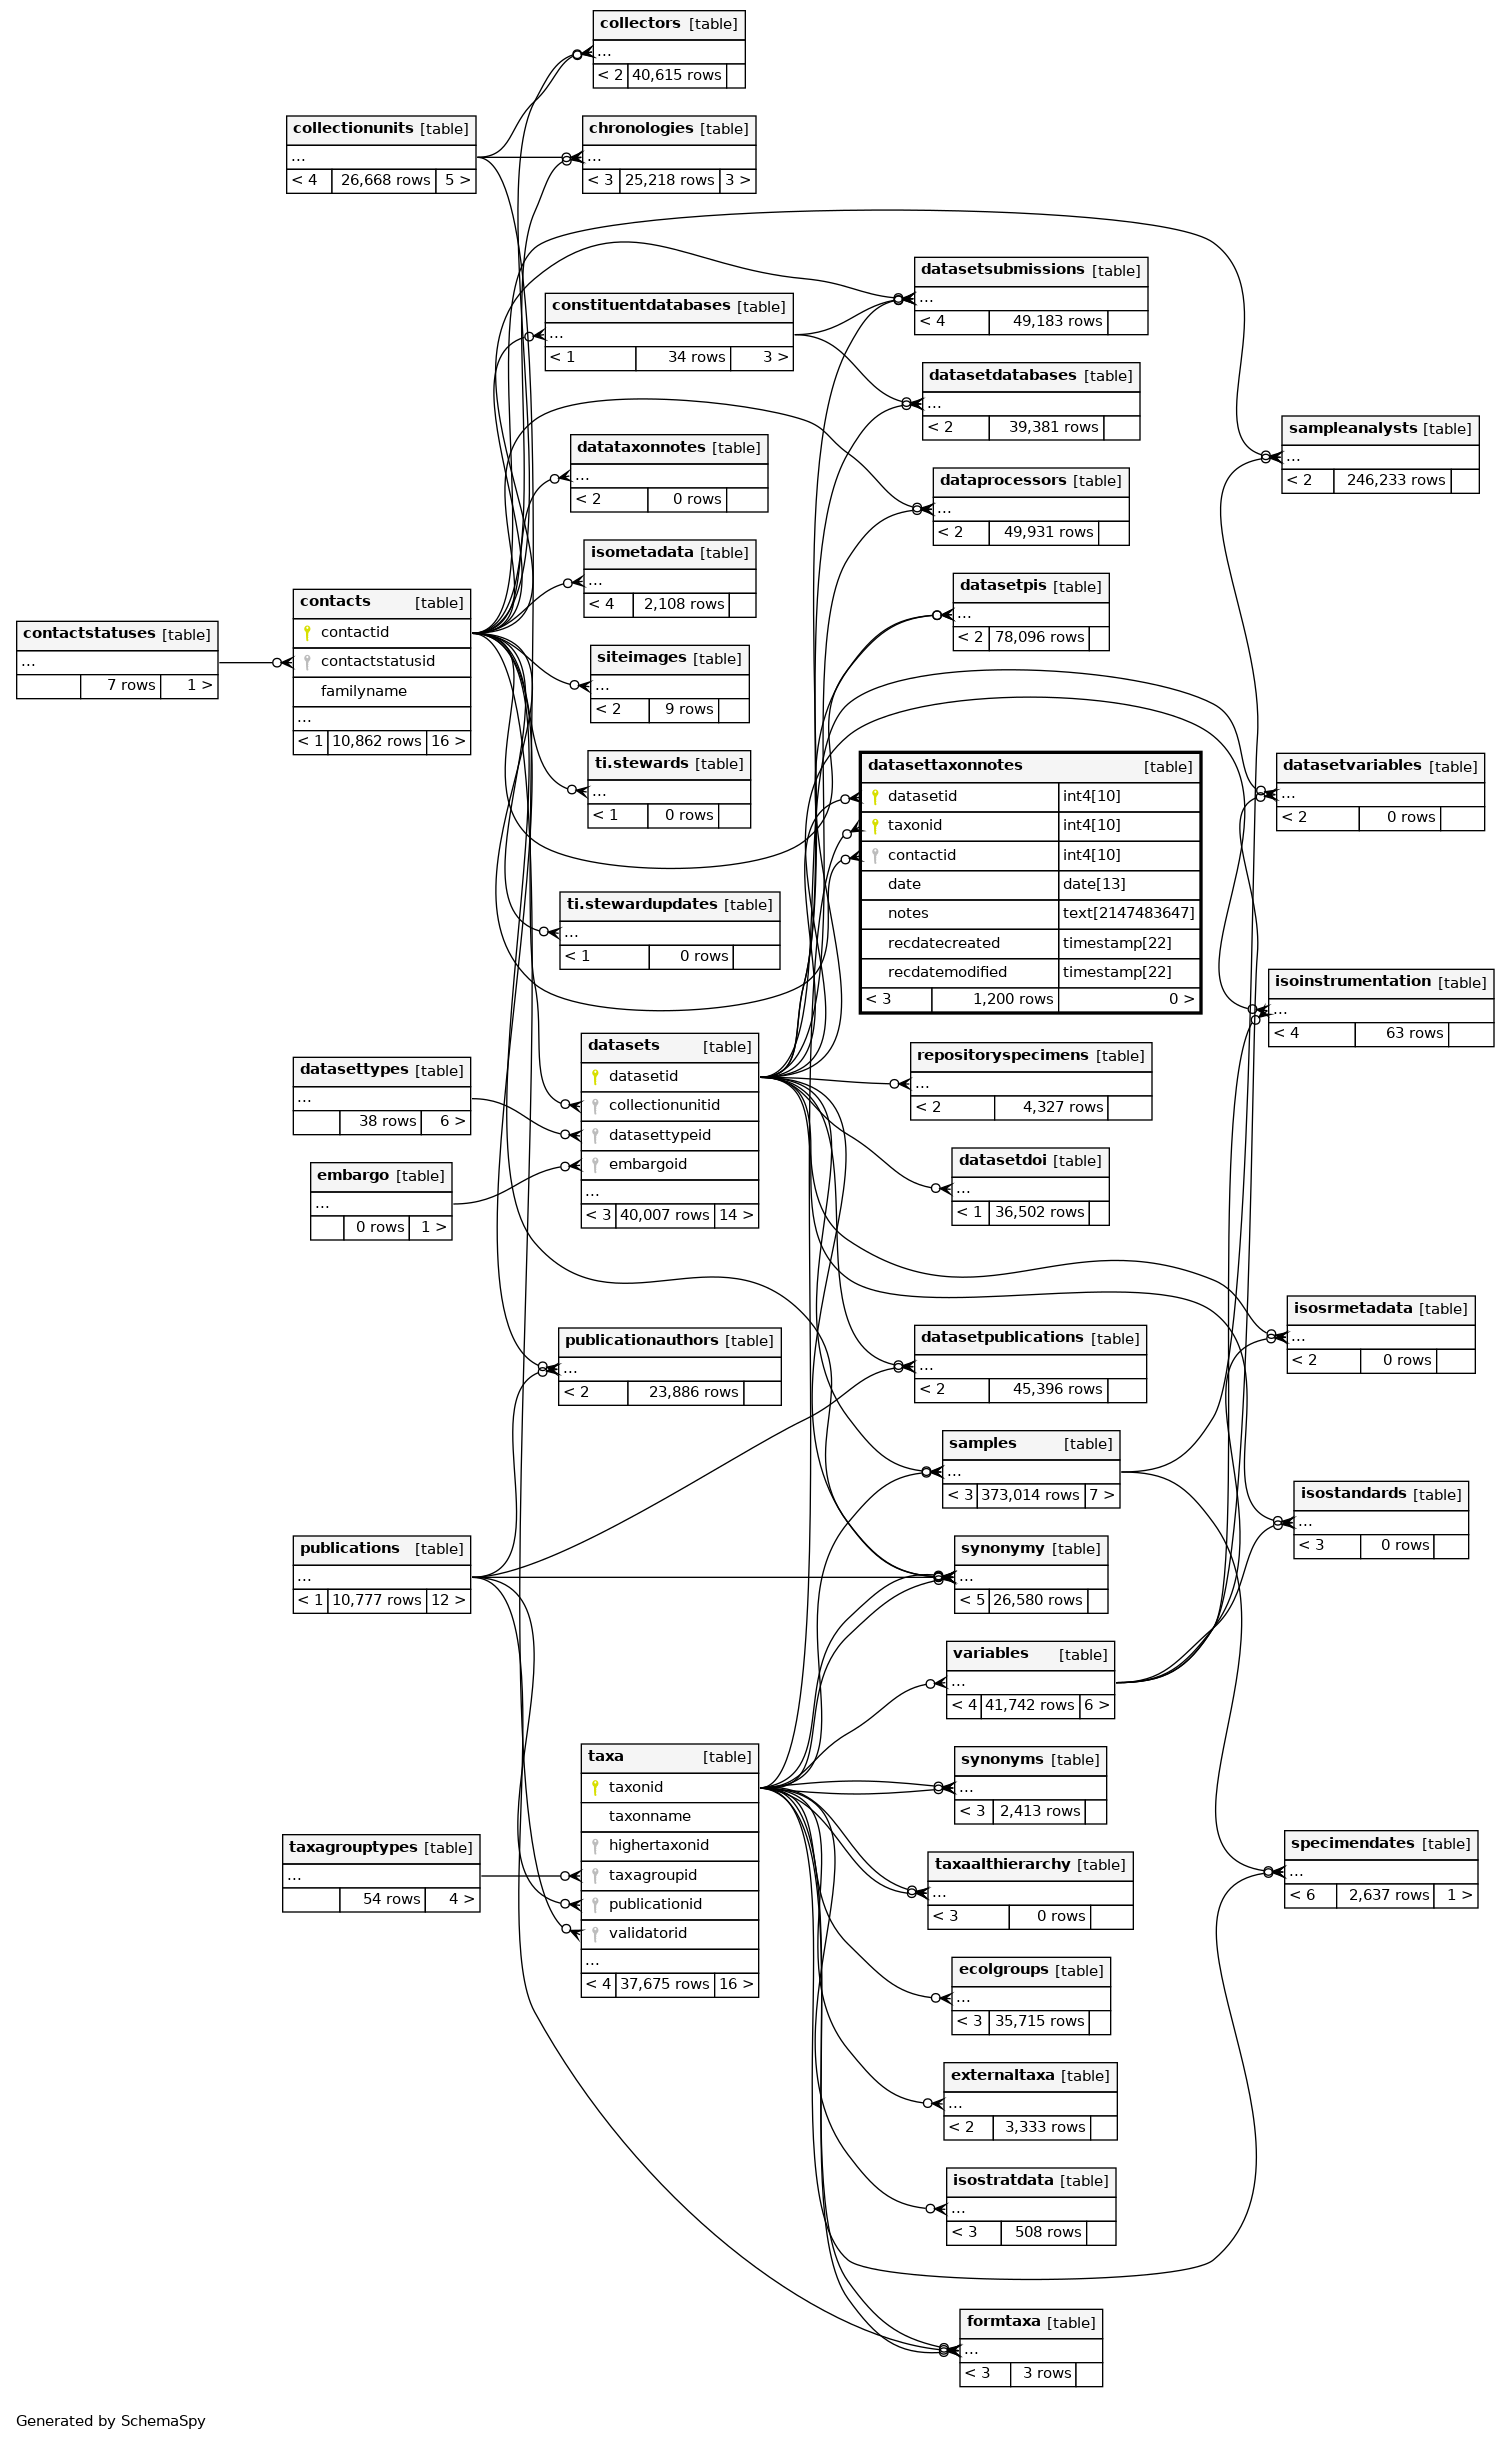 collectors [table]
...
< 2 40,615 rows
collectionunits [table]
...
< 4 26,668 rows 5 >
chronologies [table]
...
< 3 25,218 rows 3 >
datasetsubmissions [table]
...
< 4 49,183 rows
constituentdatabases [table]
...
< 1 34 rows 3 >
datasetdatabases [table]
...
< 2 39,381 rows
sampleanalysts [table]
...
< 2 246,233 rows
datataxonnotes [table]
...
< 2 0 rows
dataprocessors [table]
...
< 2 49,931 rows
isometadata [table]
...
< 4 2,108 rows
datasetpis [table]
...
< 2 78,096 rows
contactstatuses [table]
...
7 rows 1 >
contacts [table]
contactid
contactstatusid
familyname
...
< 1 10,862 rows 16 >
siteimages [table]
...
< 2 9 rows
ti.stewards [table]
...
< 1 0 rows
datasettaxonnotes [table]
datasetid int4[10]
taxonid int4[10]
contactid int4[10]
date date[13]
notes text[2147483647]
recdatecreated timestamp[22]
recdatemodified timestamp[22]
< 3 1,200 rows 0 >
datasetvariables [table]
...
< 2 0 rows
ti.stewardupdates [table]
...
< 1 0 rows
isoinstrumentation [table]
...
< 4 63 rows
datasets [table]
datasetid
collectionunitid
datasettypeid
embargoid
...
< 3 40,007 rows 14 >
datasettypes [table]
...
38 rows 6 >
embargo [table]
...
0 rows 1 >
repositoryspecimens [table]
...
< 2 4,327 rows
datasetdoi [table]
...
< 1 36,502 rows
isosrmetadata [table]
...
< 2 0 rows
publicationauthors [table]
...
< 2 23,886 rows
datasetpublications [table]
...
< 2 45,396 rows
samples [table]
...
< 3 373,014 rows 7 >
isostandards [table]
...
< 3 0 rows
publications [table]
...
< 1 10,777 rows 12 >
synonymy [table]
...
< 5 26,580 rows
variables [table]
...
< 4 41,742 rows 6 >
taxa [table]
taxonid
taxonname
highertaxonid
taxagroupid
publicationid
validatorid
...
< 4 37,675 rows 16 >
synonyms [table]
...
< 3 2,413 rows
taxagrouptypes [table]
...
54 rows 4 >
taxaalthierarchy [table]
...
< 3 0 rows
specimendates [table]
...
< 6 2,637 rows 1 >
ecolgroups [table]
...
< 3 35,715 rows
externaltaxa [table]
...
< 2 3,333 rows
isostratdata [table]
...
< 3 508 rows
formtaxa [table]
...
< 3 3 rows
Generated by SchemaSpy